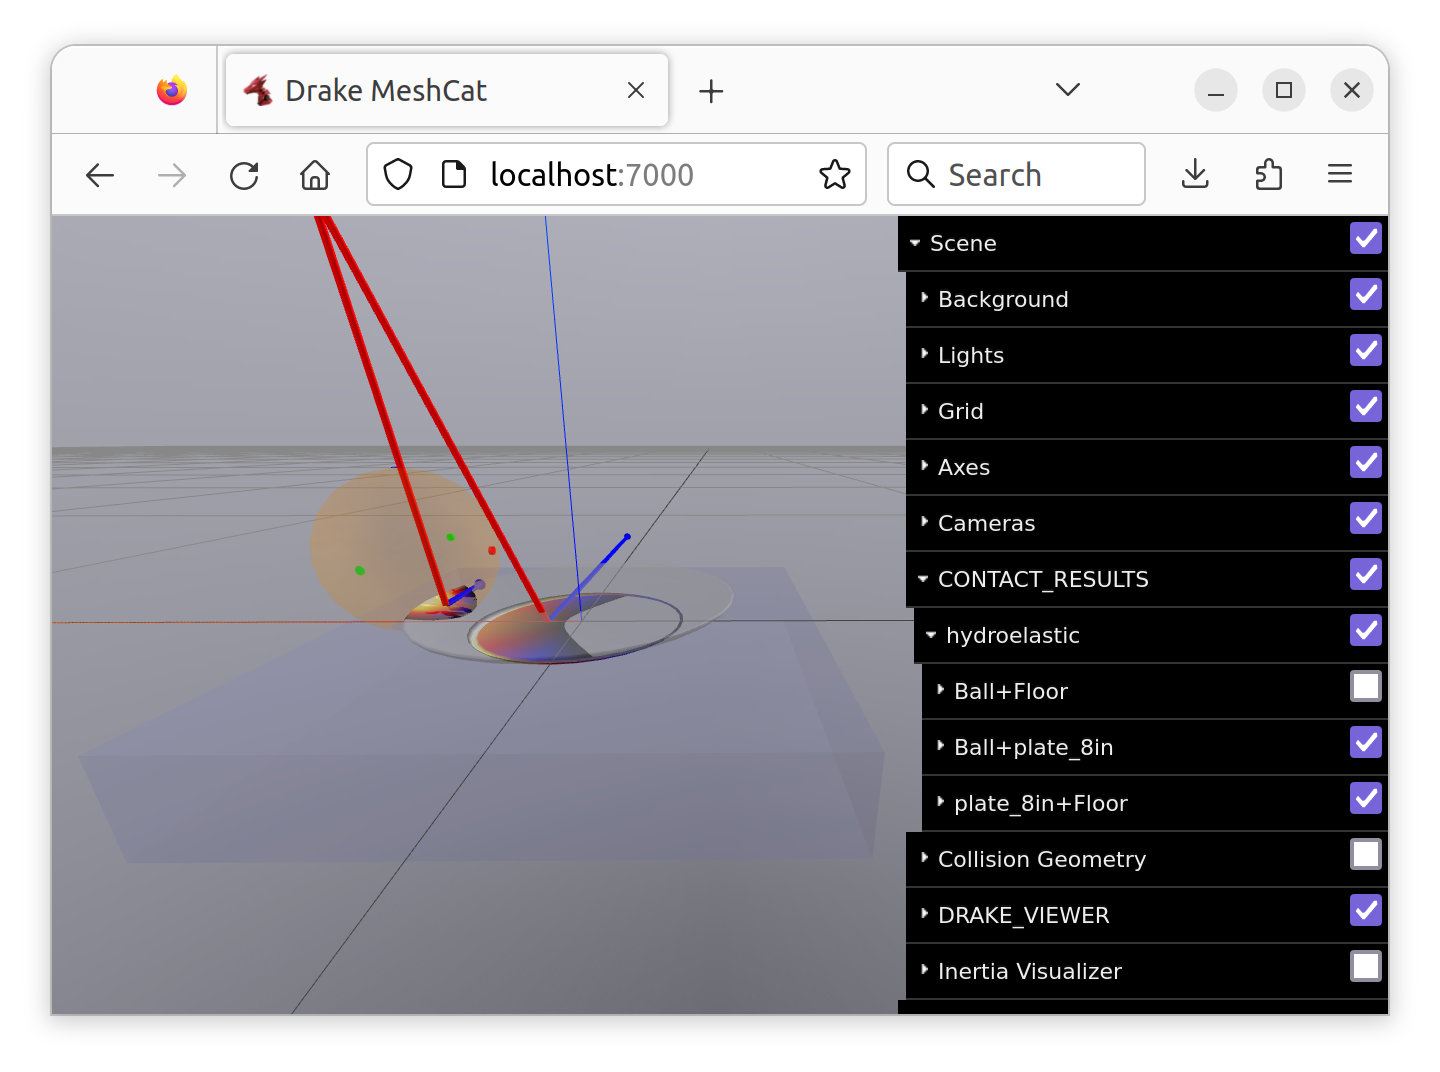 Drake MeshCat
localhost:7000
Search
Scene
Background
Lights
Grid
Axes
Cameras
CONTACT_RESULTS
hydroelastic
Ball+Floor
Ball+plate_8in
plate_8in+Floor
Collision Geometry
DRAKE_VIEWER
Inertia Visualizer